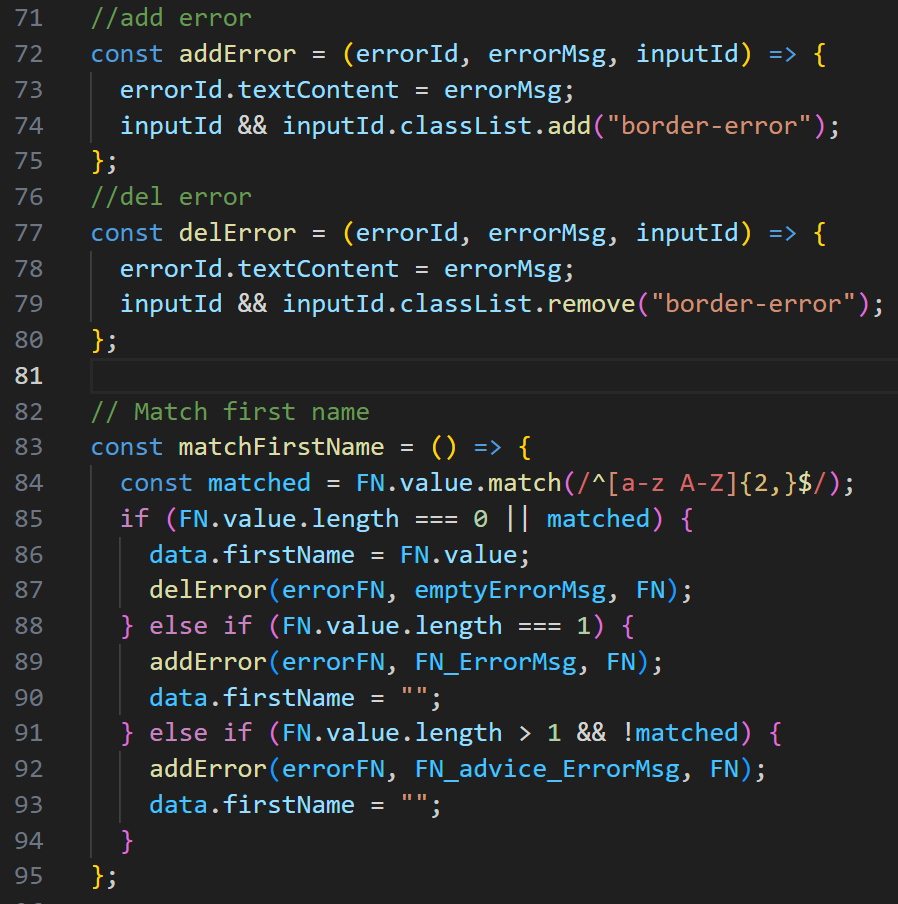 71 //add error
72 const addError = (errorId, errorMsg, inputId) => {
73   errorId.textContent = errorMsg;
74   inputId && inputId.classList.add("border-error");
75 };
76 //del error
77 const delError = (errorId, errorMsg, inputId) => {
78   errorId.textContent = errorMsg;
79   inputId && inputId.classList.remove("border-error");
80 };
81
82 // Match first name
83 const matchFirstName = () => {
84   const matched = FN.value.match(/^[a-z A-Z]{2,}$/);
85   if (FN.value.length === 0 || matched) {
86     data.firstName = FN.value;
87     delError(errorFN, emptyErrorMsg, FN);
88   } else if (FN.value.length === 1) {
89     addError(errorFN, FN_ErrorMsg, FN);
90     data.firstName = "";
91   } else if (FN.value.length > 1 && !matched) {
92     addError(errorFN, FN_advice_ErrorMsg, FN);
93     data.firstName = "";
94   }
95 };